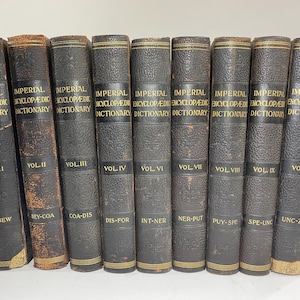 IMPERIAL
ENCYCLOPÆDIC
DICTIONARY
VOL. II
BEY-COA
IMPERIAL
ENCYCLOPÆDIC
DICTIONARY
VOL. III
COA-DIS
IMPERIAL
ENCYCLOPÆDIC
DICTIONARY
VOL. IV
DIS-FOR
IMPERIAL
ENCYCLOPÆDIC
DICTIONARY
VOL. VI
INT-NER
IMPERIAL
ENCYCLOPÆDIC
DICTIONARY
VOL. VII
NER-PUT
IMPERIAL
ENCYCLOPÆDIC
DICTIONARY
VOL. VIII
PUY-SPE
IMPERIAL
ENCYCLOPÆDIC
DICTIONARY
VOL. IX
SPE-UNC